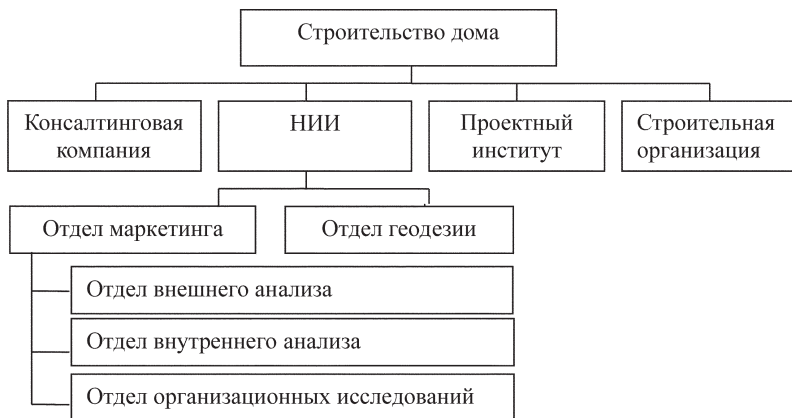 Строительство дома
Консалтинговая
компания
НИИ
Проектный
институт
Строительная
организация
Отдел маркетинга
Отдел геодезии
Отдел внешнего анализа
Отдел внутреннего анализа
Отдел организационных исследований